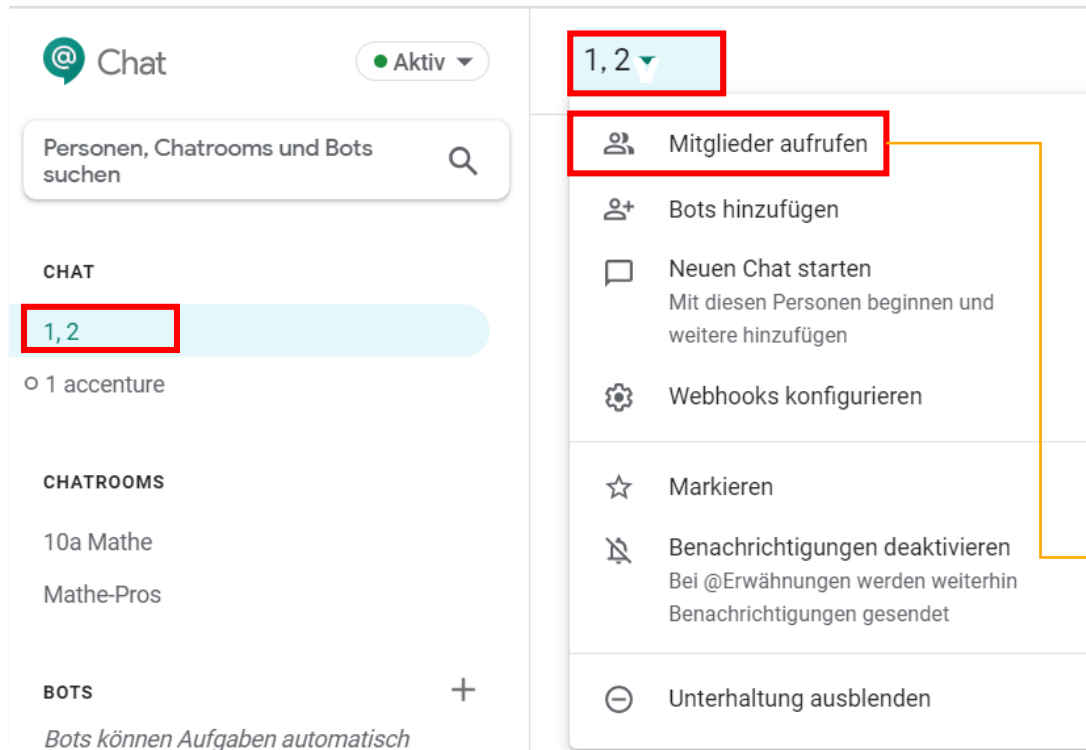 Chat
Aktiv
Personen, Chatrooms und Bots
suchen
CHAT
1, 2
1 accenture
CHATROOMS
10a Mathe
Mathe-Pros
BOTS
Bots können Aufgaben automatisch
1, 2
Mitglieder aufrufen
Bots hinzufügen
Neuen Chat starten
Mit diesen Personen beginnen und
weitere hinzufügen
Webhooks konfigurieren
Markieren
Benachrichtigungen deaktivieren
Bei @Erwähnungen werden weiterhin
Benachrichtigungen gesendet
Unterhaltung ausblenden